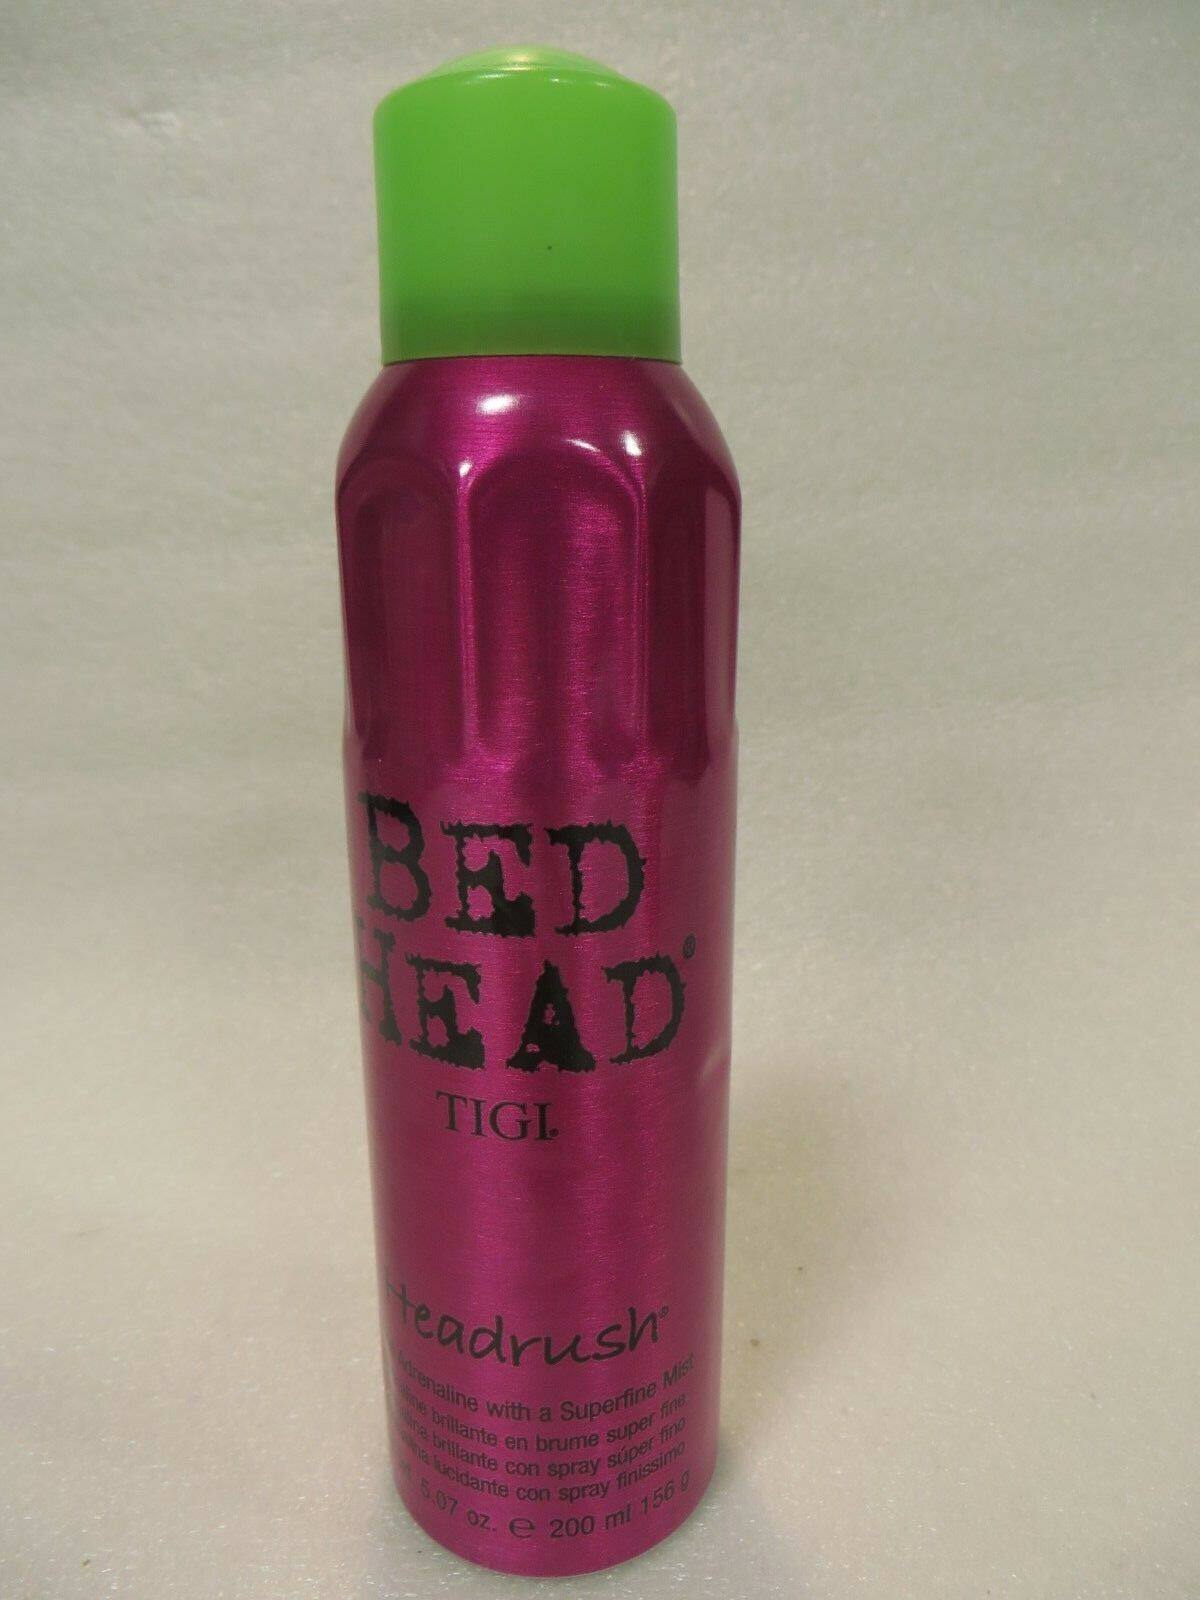 BED
HEAD®
TIGI®
Headrush®
Adrenaline with a Superfine Mist
brillante en brume super fine
brillante con spray súper fino
lucidante con spray finissimo
5.07 oz. ℮ 200 ml 156 g